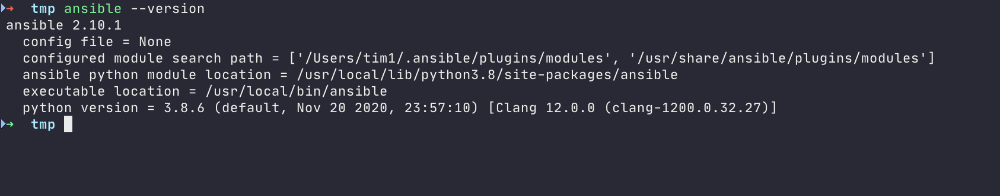 ➜ tmp ansible --version
ansible 2.10.1
config file = None
configured module search path = ['/Users/tim1/.ansible/plugins/modules', '/usr/share/ansible/plugins/modules']
ansible python module location = /usr/local/lib/python3.8/site-packages/ansible
executable location = /usr/local/bin/ansible
python version = 3.8.6 (default, Nov 20 2020, 23:57:10) [Clang 12.0.0 (clang-1200.0.32.27)]
➜ tmp